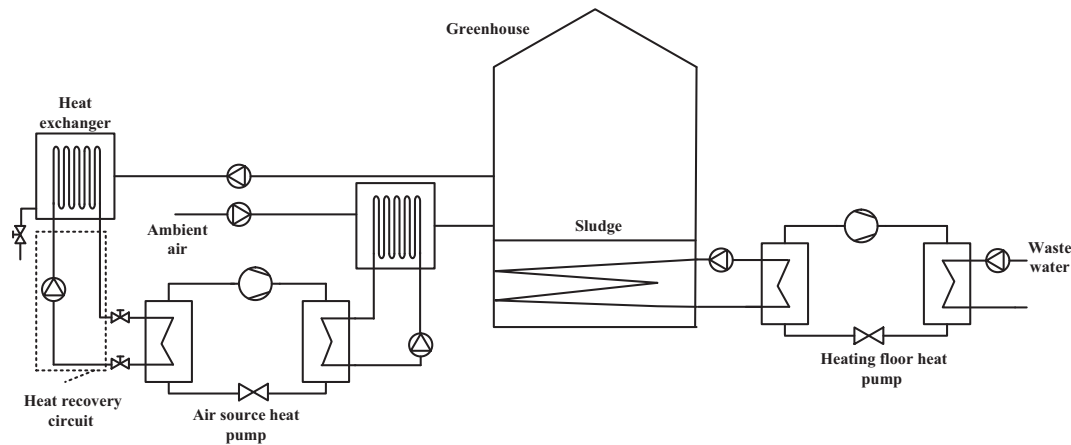 Greenhouse
Heat
exchanger
Ambient
air
Sludge
Waste
water
Heating floor heat
pump
Heat recovery
circuit
Air source heat
pump